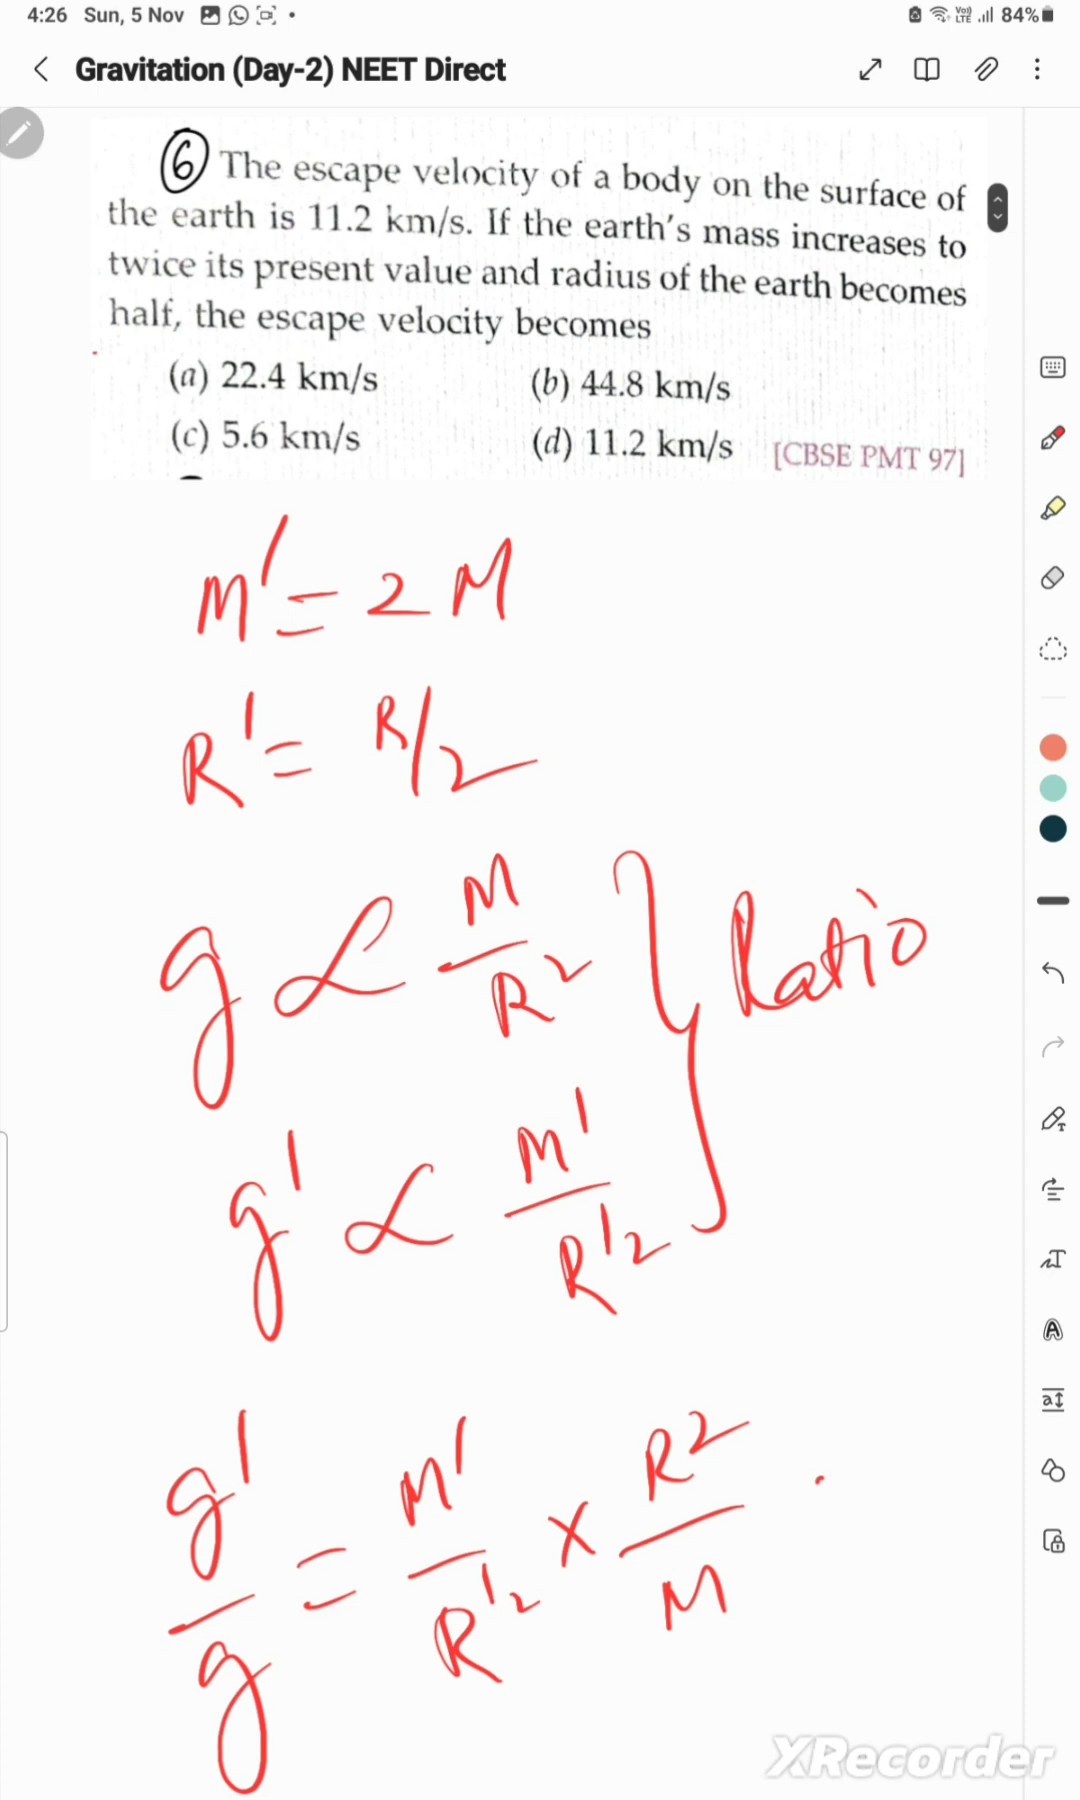 4:26 Sun, 5 Nov
84%
Gravitation (Day-2) NEET Direct
⑥ The escape velocity of a body on the surface of
the earth is 11.2 km/s. If the earth's mass increases to
twice its present value and radius of the earth becomes
half, the escape velocity becomes
(a) 22.4 km/s (b) 44.8 km/s
(c) 5.6 km/s (d) 11.2 km/s [CBSE PMT 97]
M' = 2 M
R' = R/2
g ∝ M/R² } Ratio
g' ∝ M'/R'²
g'/g = M'/R'² × R²/M
XRecorder